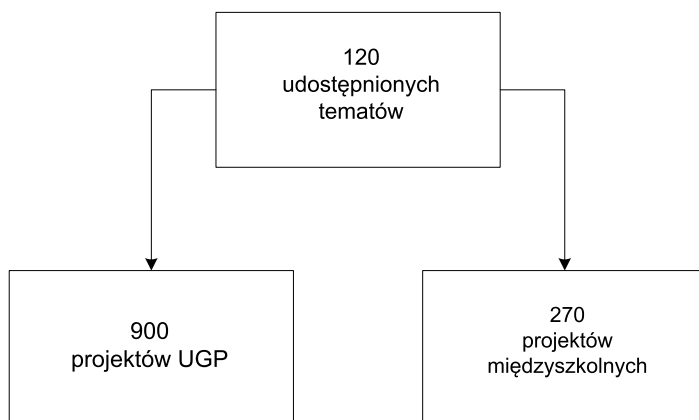 120
udostępnionych
tematów
900
projektów UGP
270
projektów
międzyszkolnych